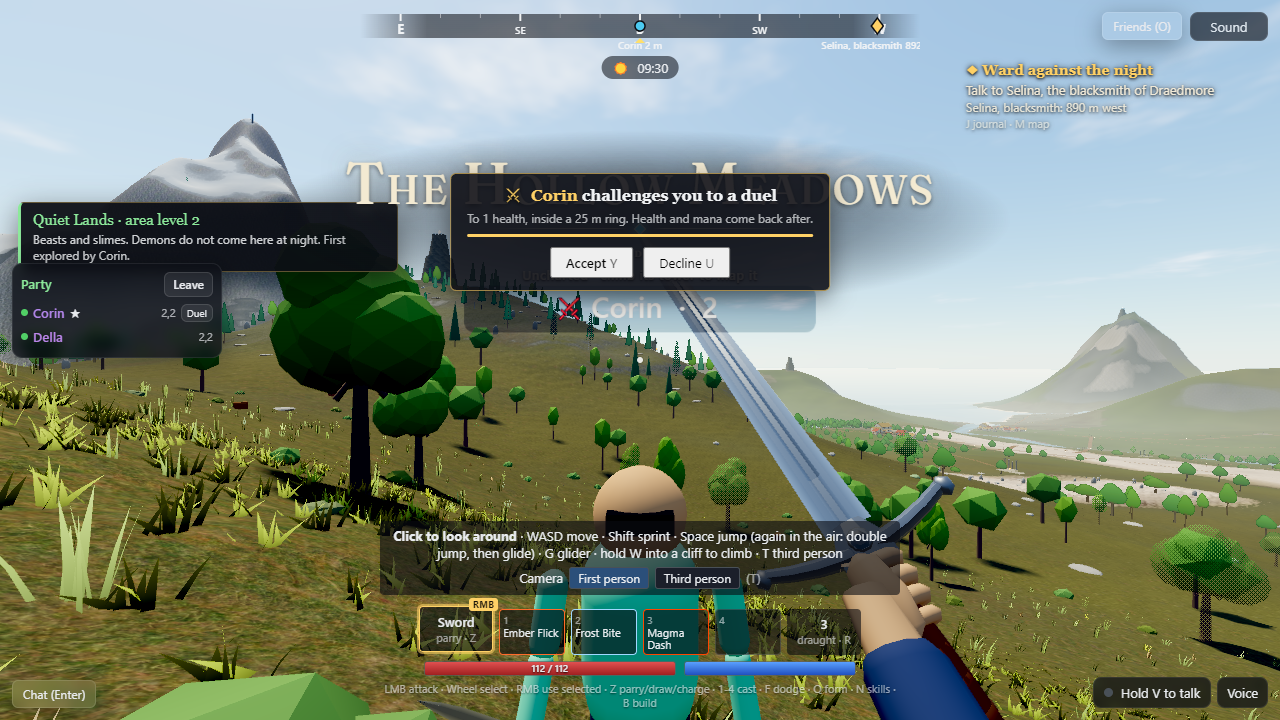 E
SE
SW
Corin 2 m
Selina, blacksmith 892
09:30
Friends (O)
Sound
Ward against the night
Talk to Selina, the blacksmith of Draedmore
Selina, blacksmith: 890 m west
J journal · M map
The Hollow Meadows
Corin challenges you to a duel
To 1 health, inside a 25 m ring. Health and mana come back after.
Accept Y
Decline U
Quiet Lands · area level 2
Beasts and slimes. Demons do not come here at night. First
explored by Corin.
Party
Leave
Corin ★
2,2
Duel
Della
2,2
Corin · 2
Click to look around · WASD move · Shift sprint · Space jump (again in the air: double
jump, then glide) · G glider · hold W into a cliff to climb · T third person
Camera
First person
Third person
(T)
RMB
Sword
parry · Z
1
Ember Flick
2
Frost Bite
3
Magma
Dash
4
3
draught · R
112 / 112
LMB attack · Wheel select · RMB use selected · Z parry/draw/charge · 1-4 cast · F dodge · Q form · N skills ·
B build
Chat (Enter)
Hold V to talk
Voice